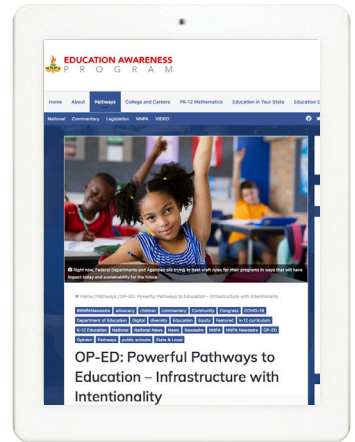 EDUCATION AWARENESS
PROGRAM
Home About Pathways College and Careers PK-12 Mathematics Education in Your State Education
National Commentary Legislation NNPA VIDEO
Right now, Federal Departments and Agencies are trying to best craft rules for their programs in ways that will have
impact today and sustainability for the future.
Home / Pathways / OP-ED: Powerful Pathways to Education – Infrastructure with Intentionality
#NNPANewswire advocacy children commentary Community Congress COVID-19
Department of Education Digital diversity Education Equity Featured k-12 curriculum
K-12 Education National National News News Newswire NNPA NNPA Newswire OP-ED
Opinion Pathways public schools State & Local
OP-ED: Powerful Pathways to
Education – Infrastructure with
Intentionality